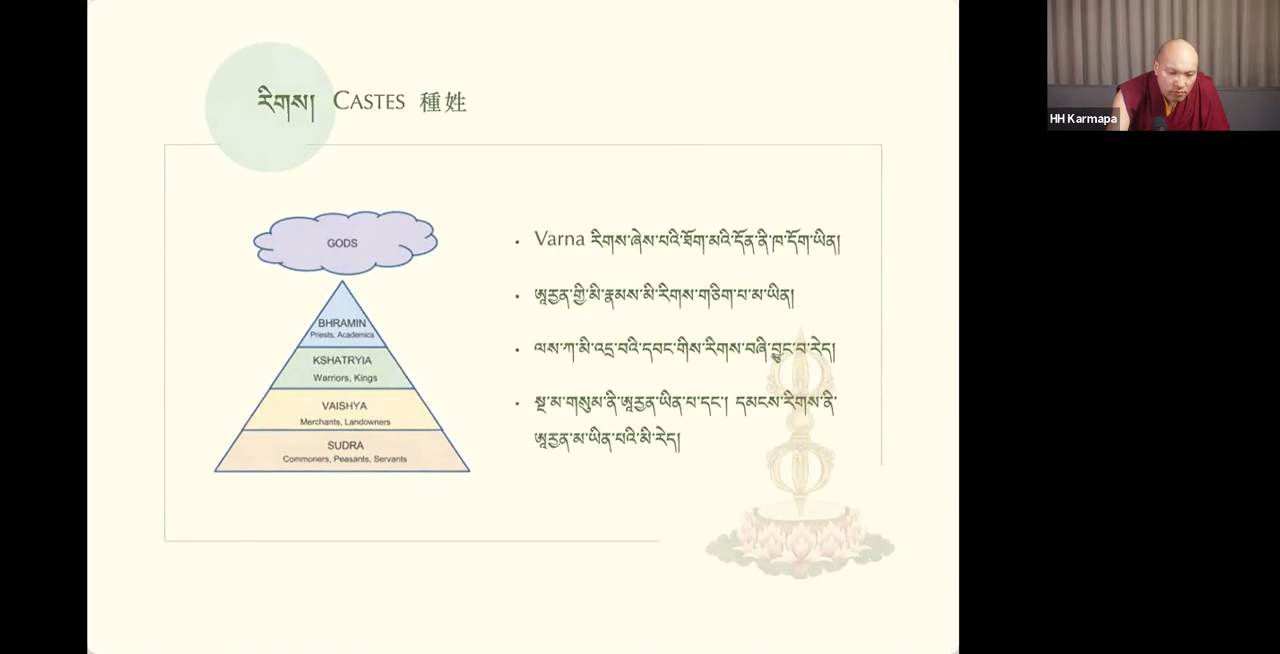 རིགས། CASTES 種姓
HH Karmapa
GODS
BHRAMIN
Priests, Academics
KSHATRYIA
Warriors, Kings
VAISHYA
Merchants, Landowners
SUDRA
Commoners, Peasants, Servants
• Varna རིགས་ཞེས་པའི་ཐོག་མའི་དོན་ནི་ཁ་དོག་ཡིན།
• ཨཱརྱན་གྱི་མི་རྣམས་མི་རིགས་གཅིག་པ་མ་ཡིན།
• ལས་ཀ་མི་འདྲ་བའི་དབང་གིས་རིགས་བཞི་བྱུང་བ་རེད།
• སྔ་མ་གསུམ་ནི་ཨཱརྱན་ཡིན་པ་དང་། དམངས་རིགས་ནི་
ཨཱརྱན་མ་ཡིན་པའི་མི་རེད།